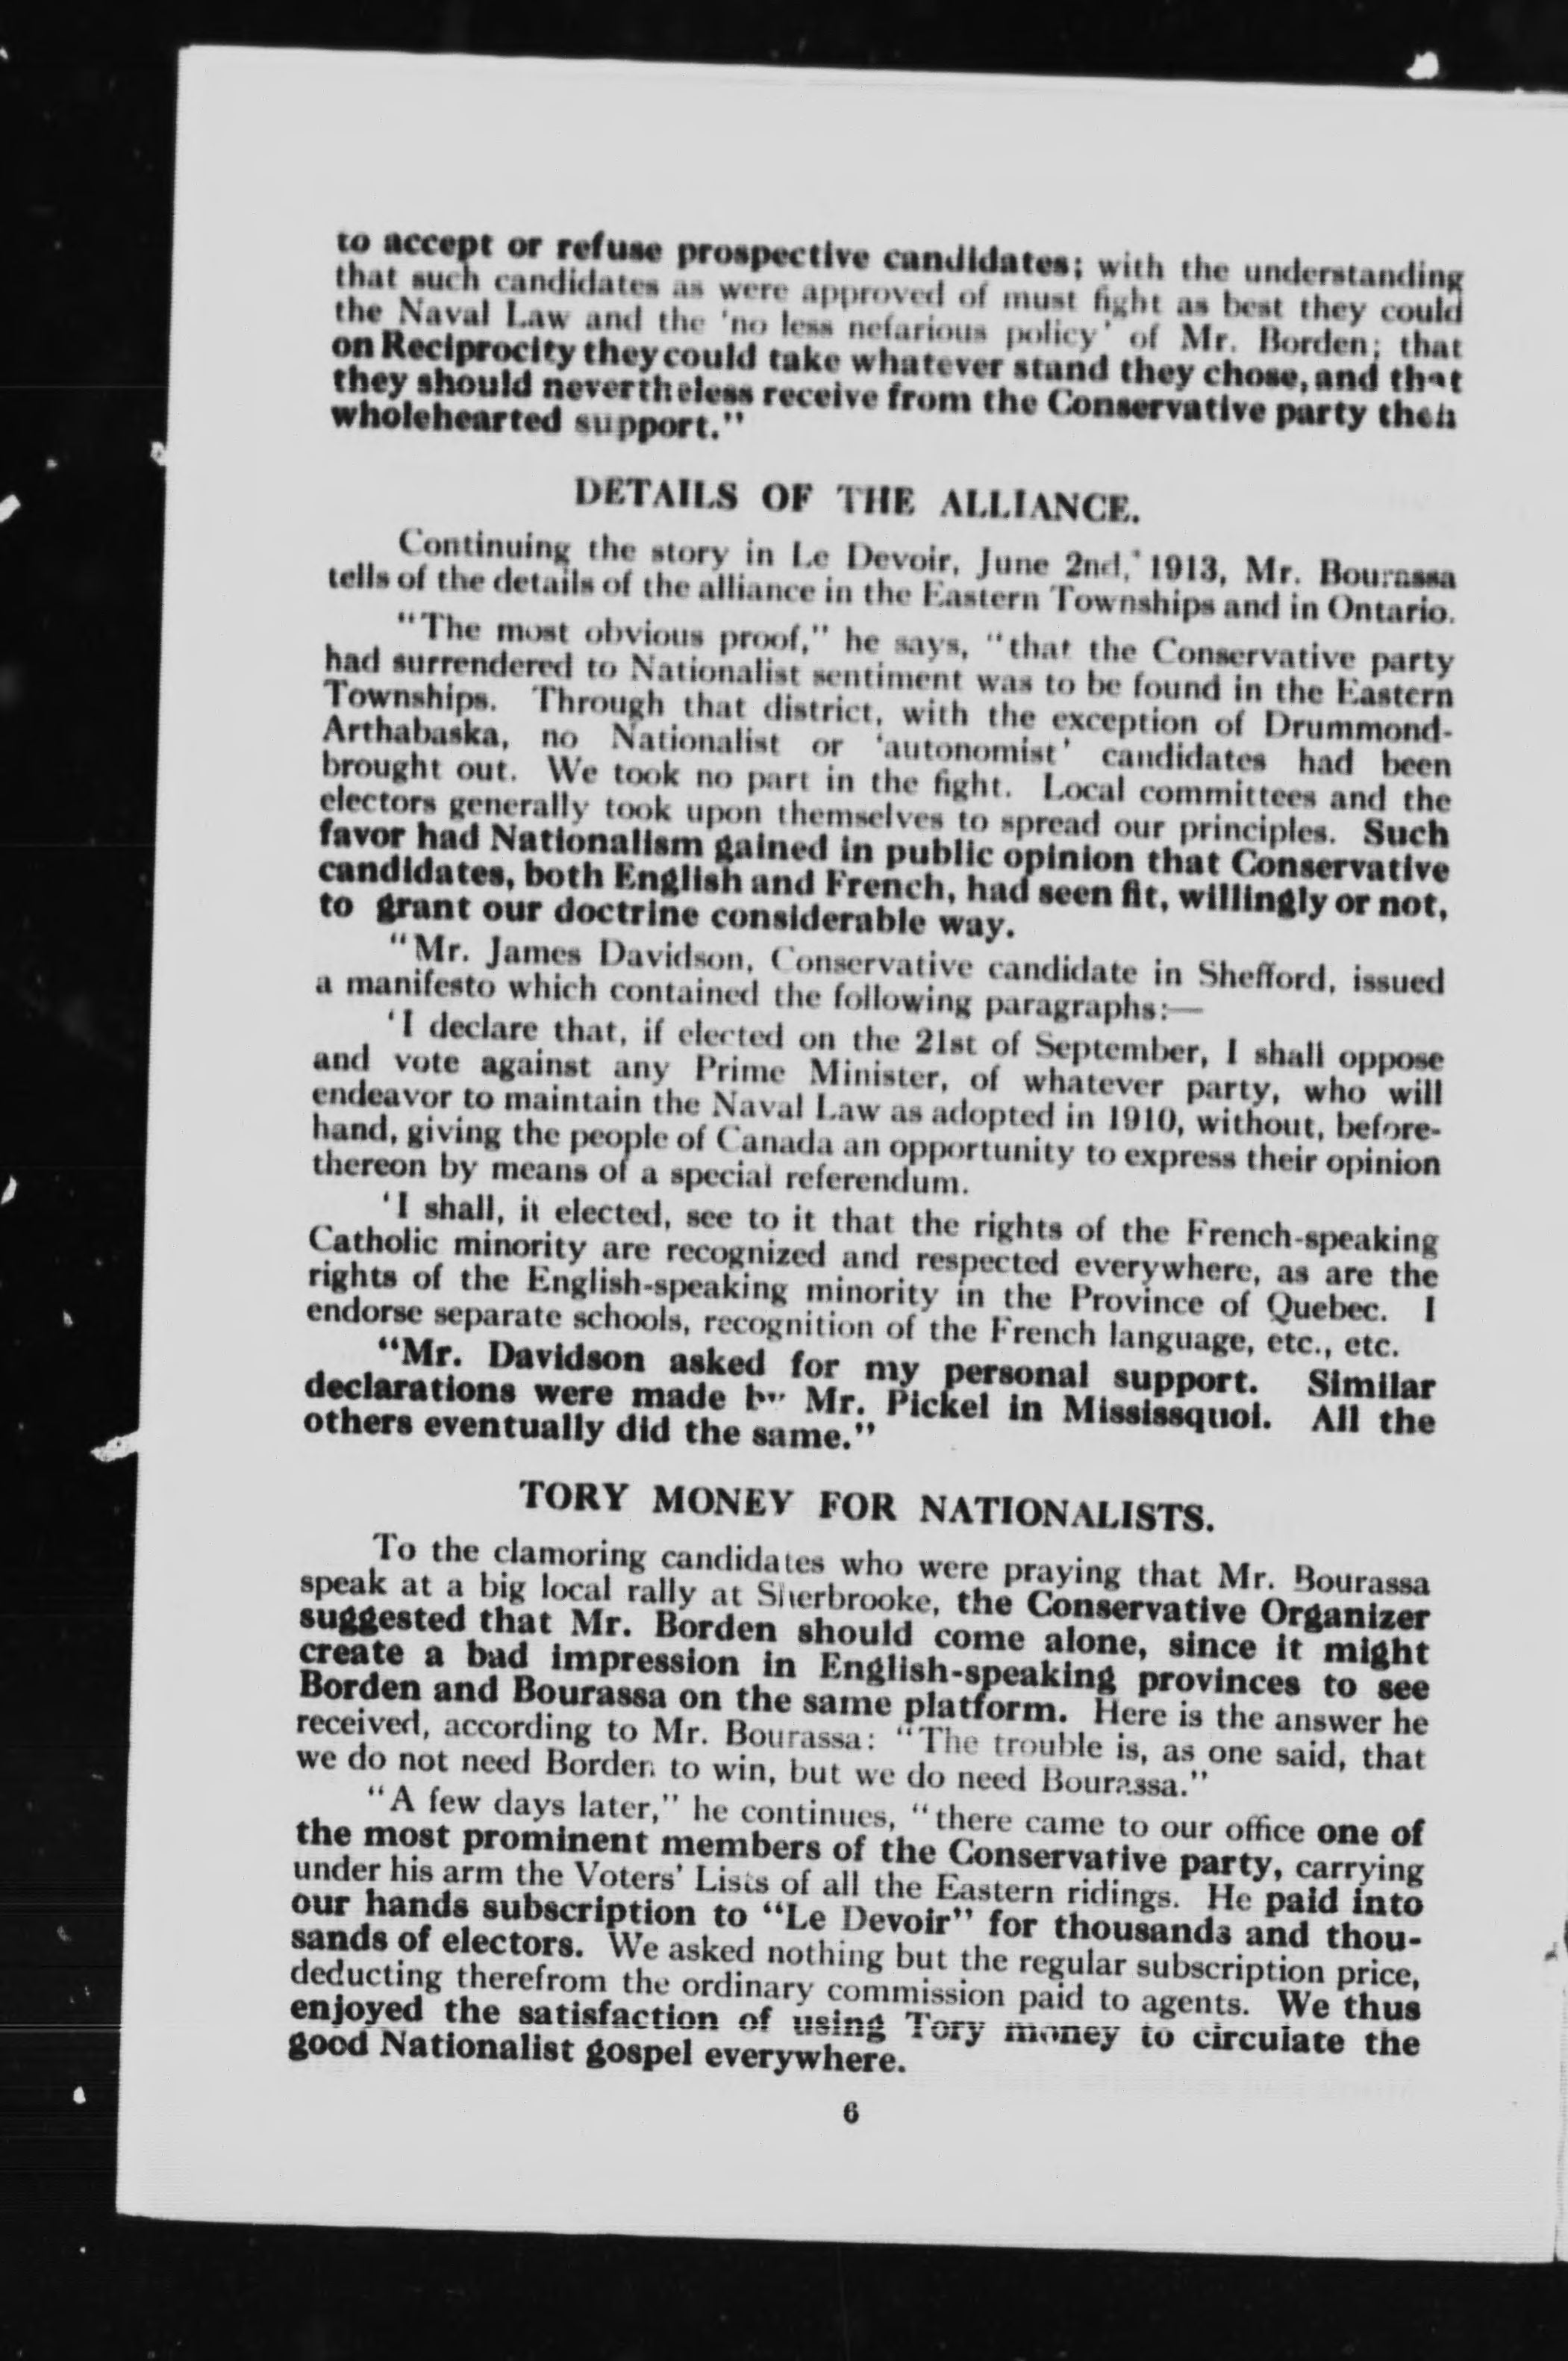 to accept or refuse prospective candidates; with the understanding
that such candidates as were approved of must fight as best they could
the Naval Law and the 'no less nefarious policy' of Mr. Borden; that
on Reciprocity they could take whatever stand they chose, and that
they should nevertheless receive from the Conservative party their
wholehearted support."
DETAILS OF THE ALLIANCE.
Continuing the story in Le Devoir, June 2nd, 1913, Mr. Bourassa
tells of the details of the alliance in the Eastern Townships and in Ontario.
"The most obvious proof," he says, "that the Conservative party
had surrendered to Nationalist sentiment was to be found in the Eastern
Townships. Through that district, with the exception of Drummond-
Arthabaska, no Nationalist or 'autonomist' candidates had been
brought out. We took no part in the fight. Local committees and the
electors generally took upon themselves to spread our principles. Such
favor had Nationalism gained in public opinion that Conservative
candidates, both English and French, had seen fit, willingly or not,
to grant our doctrine considerable way.
"Mr. James Davidson, Conservative candidate in Shefford, issued
a manifesto which contained the following paragraphs:—
'I declare that, if elected on the 21st of September, I shall oppose
and vote against any Prime Minister, of whatever party, who will
endeavor to maintain the Naval Law as adopted in 1910, without, before-
hand, giving the people of Canada an opportunity to express their opinion
thereon by means of a special referendum.
'I shall, if elected, see to it that the rights of the French-speaking
Catholic minority are recognized and respected everywhere, as are the
rights of the English-speaking minority in the Province of Quebec. I
endorse separate schools, recognition of the French language, etc., etc.
"Mr. Davidson asked for my personal support. Similar
declarations were made by Mr. Pickel in Mississquoi. All the
others eventually did the same."
TORY MONEY FOR NATIONALISTS.
To the clamoring candidates who were praying that Mr. Bourassa
speak at a big local rally at Sherbrooke, the Conservative Organizer
suggested that Mr. Borden should come alone, since it might
create a bad impression in English-speaking provinces to see
Borden and Bourassa on the same platform. Here is the answer he
received, according to Mr. Bourassa: "The trouble is, as one said, that
we do not need Borden to win, but we do need Bourassa."
"A few days later," he continues, "there came to our office one of
the most prominent members of the Conservative party, carrying
under his arm the Voters' Lists of all the Eastern ridings. He paid into
our hands subscription to "Le Devoir" for thousands and thou-
sands of electors. We asked nothing but the regular subscription price,
deducting therefrom the ordinary commission paid to agents. We thus
enjoyed the satisfaction of using Tory money to circulate the
good Nationalist gospel everywhere.
6